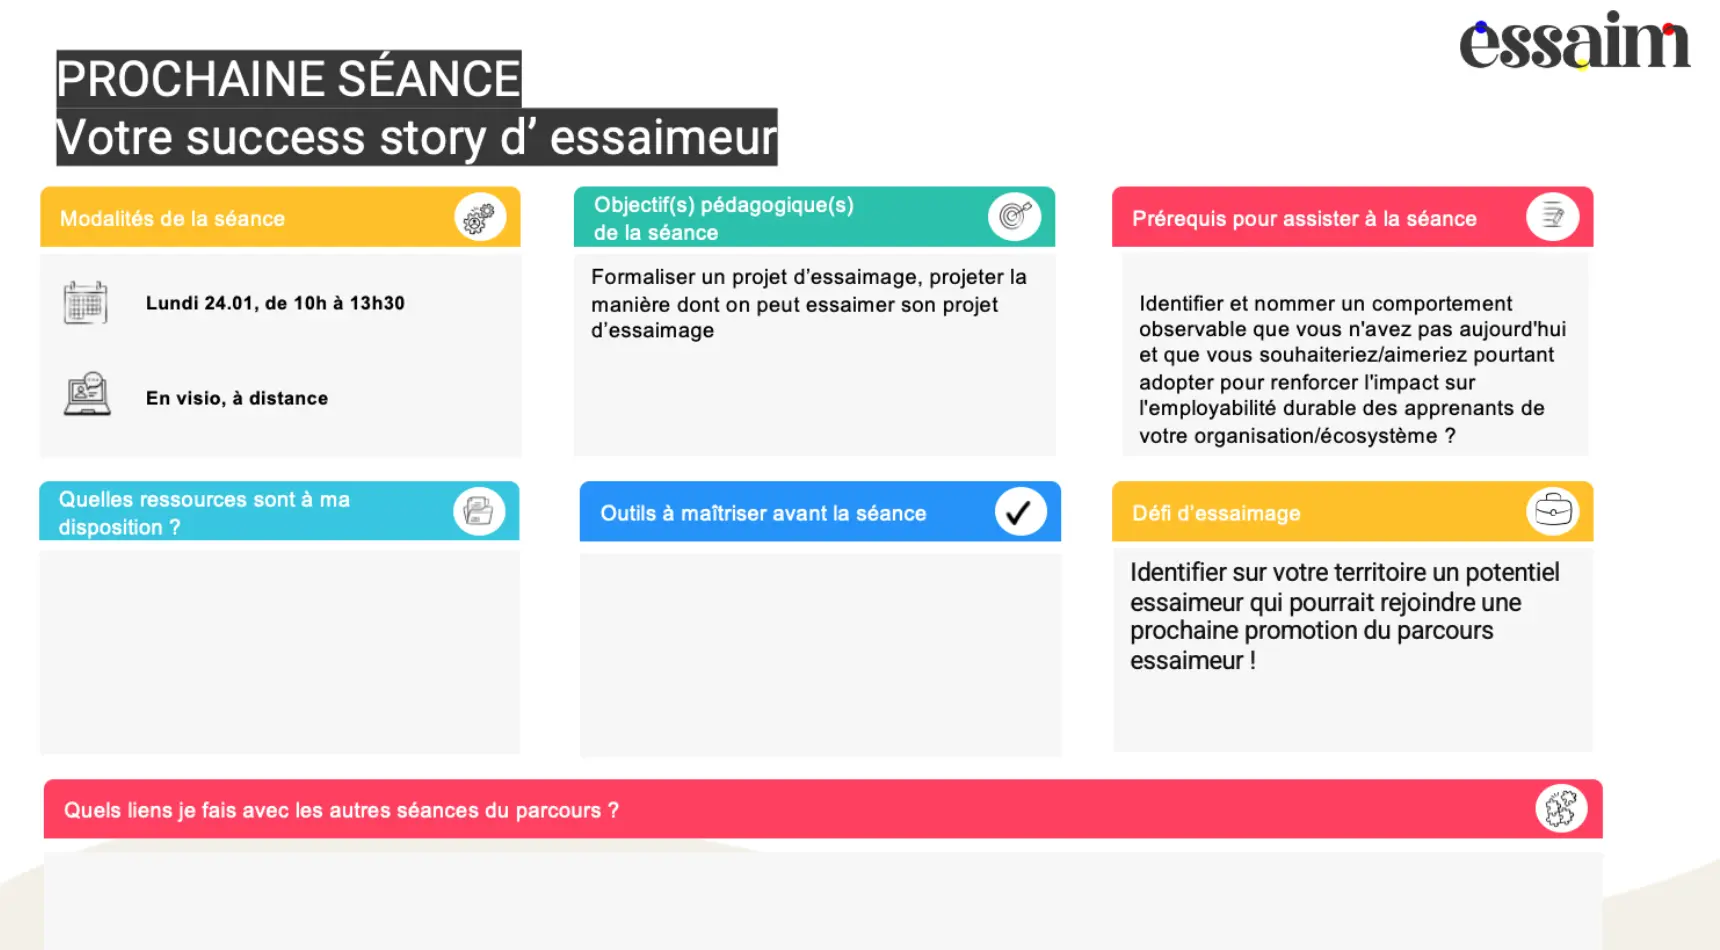 essaim
PROCHAINE SÉANCE
Votre success story d’ essaimeur
Modalités de la séance
Lundi 24.01, de 10h à 13h30
En visio, à distance
Objectif(s) pédagogique(s)
de la séance
Formaliser un projet d’essaimage, projeter la
manière dont on peut essaimer son projet
d’essaimage
Prérequis pour assister à la séance
Identifier et nommer un comportement
observable que vous n'avez pas aujourd'hui
et que vous souhaiteriez/aimeriez pourtant
adopter pour renforcer l'impact sur
l'employabilité durable des apprenants de
votre organisation/écosystème ?
Quelles ressources sont à ma
disposition ?
Outils à maîtriser avant la séance
Défi d'essaimage
Identifier sur votre territoire un potentiel
essaimeur qui pourrait rejoindre une
prochaine promotion du parcours
essaimeur !
Quels liens je fais avec les autres séances du parcours ?